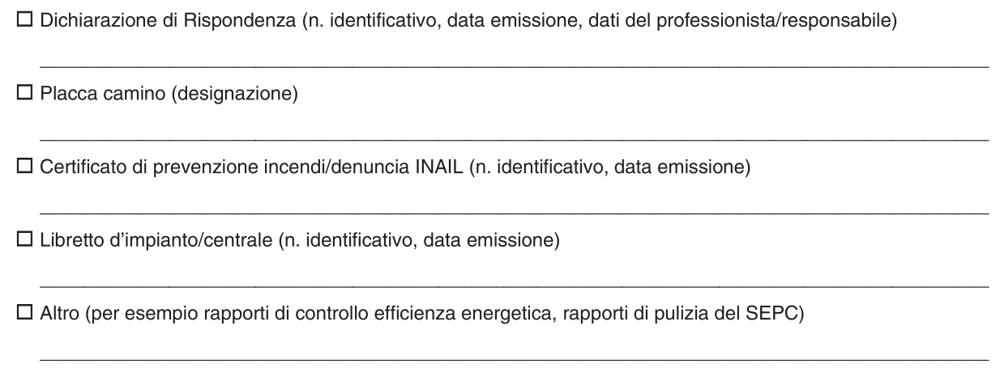 ☐ Dichiarazione di Rispondenza (n. identificativo, data emissione, dati del professionista/responsabile)
☐ Placca camino (designazione)
☐ Certificato di prevenzione incendi/denuncia INAIL (n. identificativo, data emissione)
☐ Libretto d'impianto/centrale (n. identificativo, data emissione)
☐ Altro (per esempio rapporti di controllo efficienza energetica, rapporti di pulizia del SEPC)